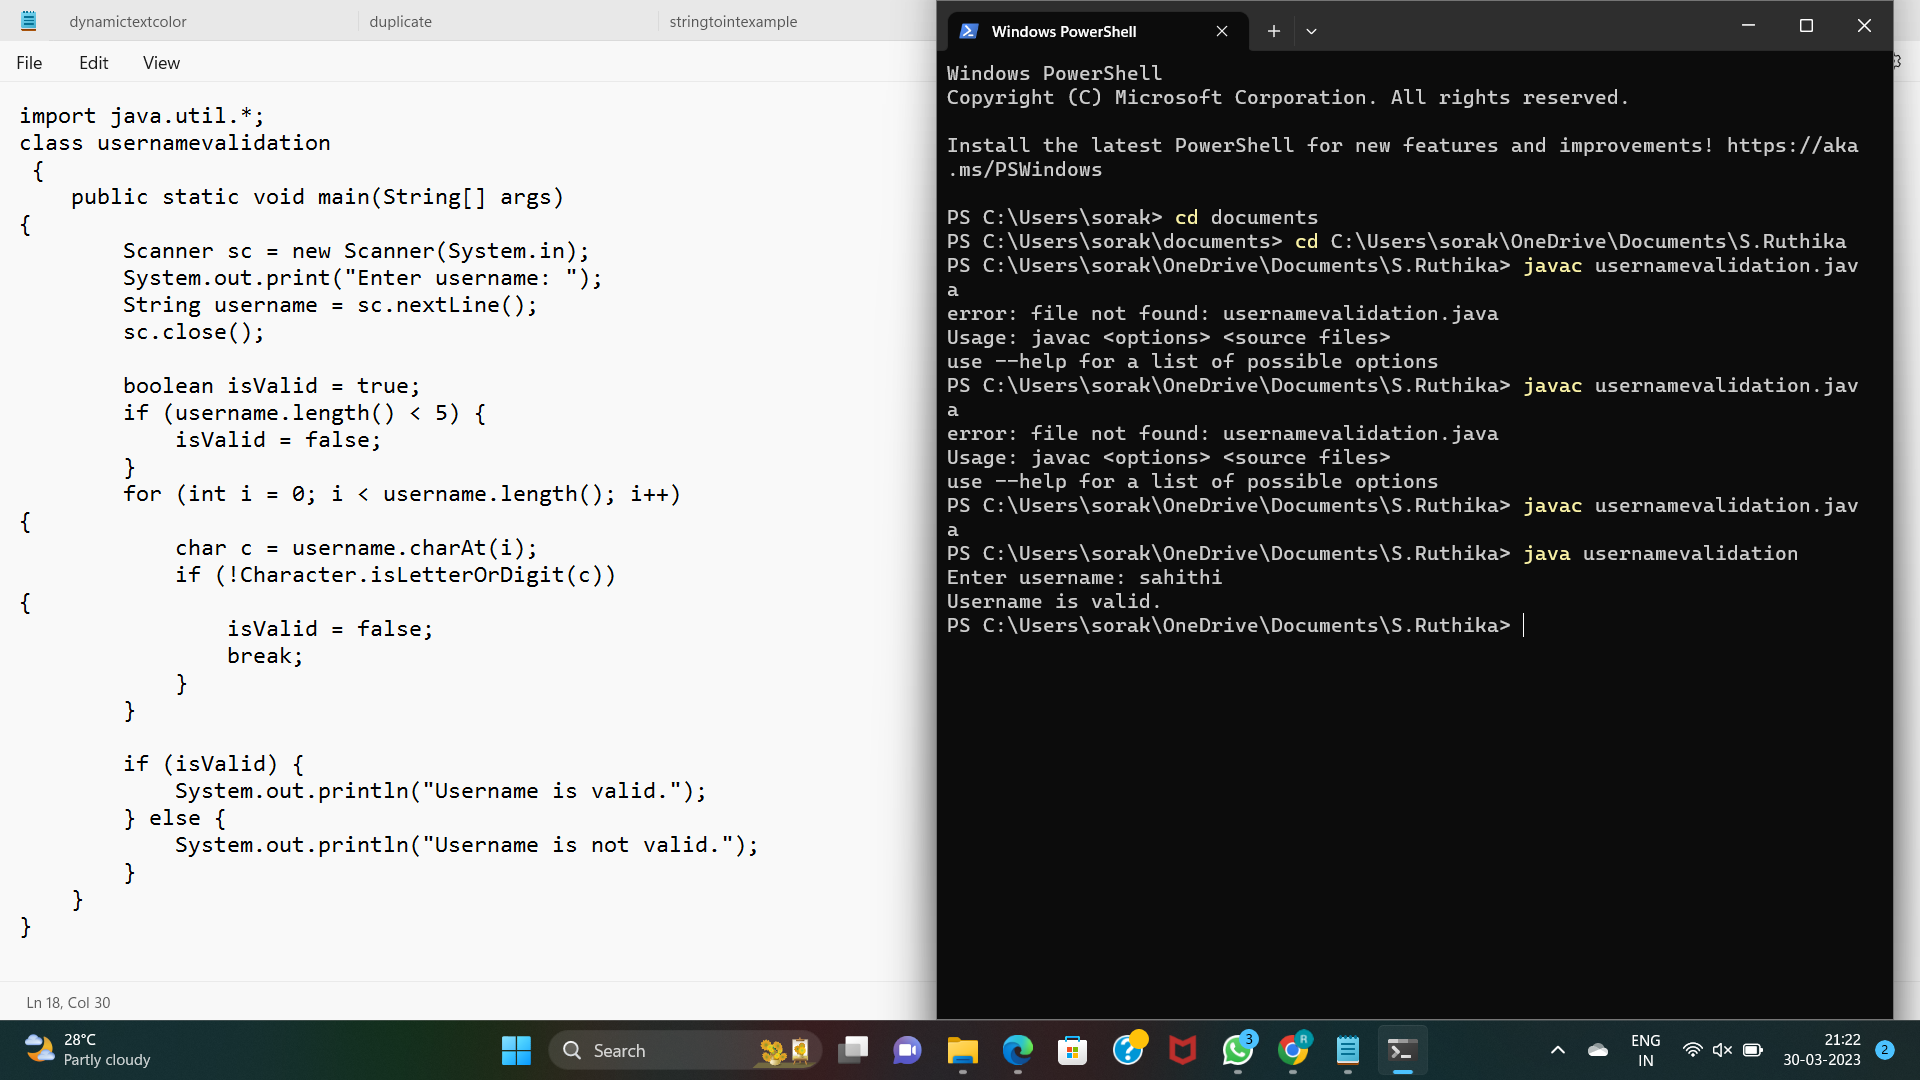 dynamictextcolor
duplicate
stringtointexample
File Edit View
import java.util.*;
class usernamevalidation
{
public static void main(String[] args)
{
Scanner sc = new Scanner(System.in);
System.out.print("Enter username: ");
String username = sc.nextLine();
sc.close();
boolean isValid = true;
if (username.length() < 5) {
isValid = false;
}
for (int i = 0; i < username.length(); i++)
{
char c = username.charAt(i);
if (!Character.isLetterOrDigit(c))
{
isValid = false;
break;
}
}
if (isValid) {
System.out.println("Username is valid.");
} else {
System.out.println("Username is not valid.");
}
}
}
Ln 18, Col 30
Windows PowerShell
Windows PowerShell
Copyright (C) Microsoft Corporation. All rights reserved.
Install the latest PowerShell for new features and improvements! https://aka
.ms/PSWindows
PS C:\Users\sorak> cd documents
PS C:\Users\sorak\documents> cd C:\Users\sorak\OneDrive\Documents\S.Ruthika
PS C:\Users\sorak\OneDrive\Documents\S.Ruthika> javac usernamevalidation.jav
a
error: file not found: usernamevalidation.java
Usage: javac <options> <source files>
use --help for a list of possible options
PS C:\Users\sorak\OneDrive\Documents\S.Ruthika> javac usernamevalidation.jav
a
error: file not found: usernamevalidation.java
Usage: javac <options> <source files>
use --help for a list of possible options
PS C:\Users\sorak\OneDrive\Documents\S.Ruthika> javac usernamevalidation.jav
a
PS C:\Users\sorak\OneDrive\Documents\S.Ruthika> java usernamevalidation
Enter username: sahithi
Username is valid.
PS C:\Users\sorak\OneDrive\Documents\S.Ruthika>
28°C
Partly cloudy
Search
3
R
ENG
IN
21:22
30-03-2023
2